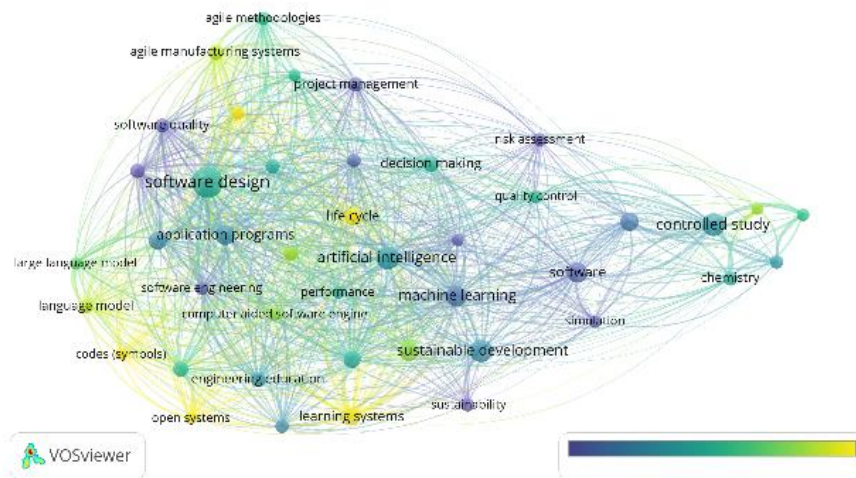 agile methodologies
agile manufacturing systems
project management
software quality
risk assessment
decision making
software design
quality control
life cycle
controlled study
application programs
artificial intelligence
large language model
software
chemistry
software engineering
performance
machine learning
language model
computer aided software engine
simulation
codes (symbols)
sustainable development
engineering education
sustainability
open systems
learning systems
VOSviewer